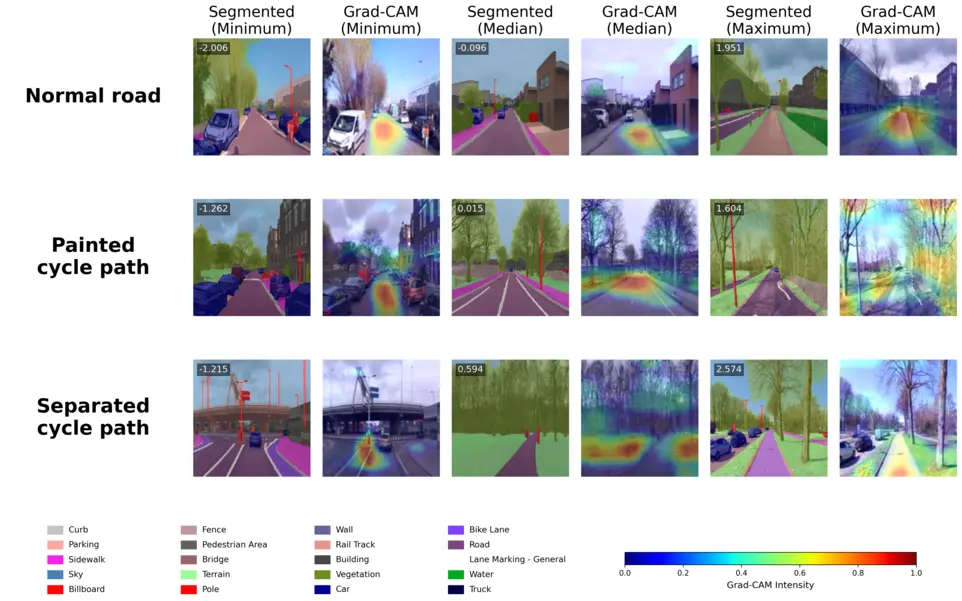 Segmented (Minimum)
Grad-CAM (Minimum)
Segmented (Median)
Grad-CAM (Median)
Segmented (Maximum)
Grad-CAM (Maximum)
Normal road
-2.006
-0.096
1.951
Painted cycle path
-1.262
0.015
1.604
Separated cycle path
-1.215
0.594
2.574
Curb
Parking
Sidewalk
Sky
Billboard
Fence
Pedestrian Area
Bridge
Terrain
Pole
Wall
Rail Track
Building
Vegetation
Car
Bike Lane
Road
Lane Marking - General
Water
Truck
0.0 0.2 0.4 0.6 0.8 1.0
Grad-CAM Intensity